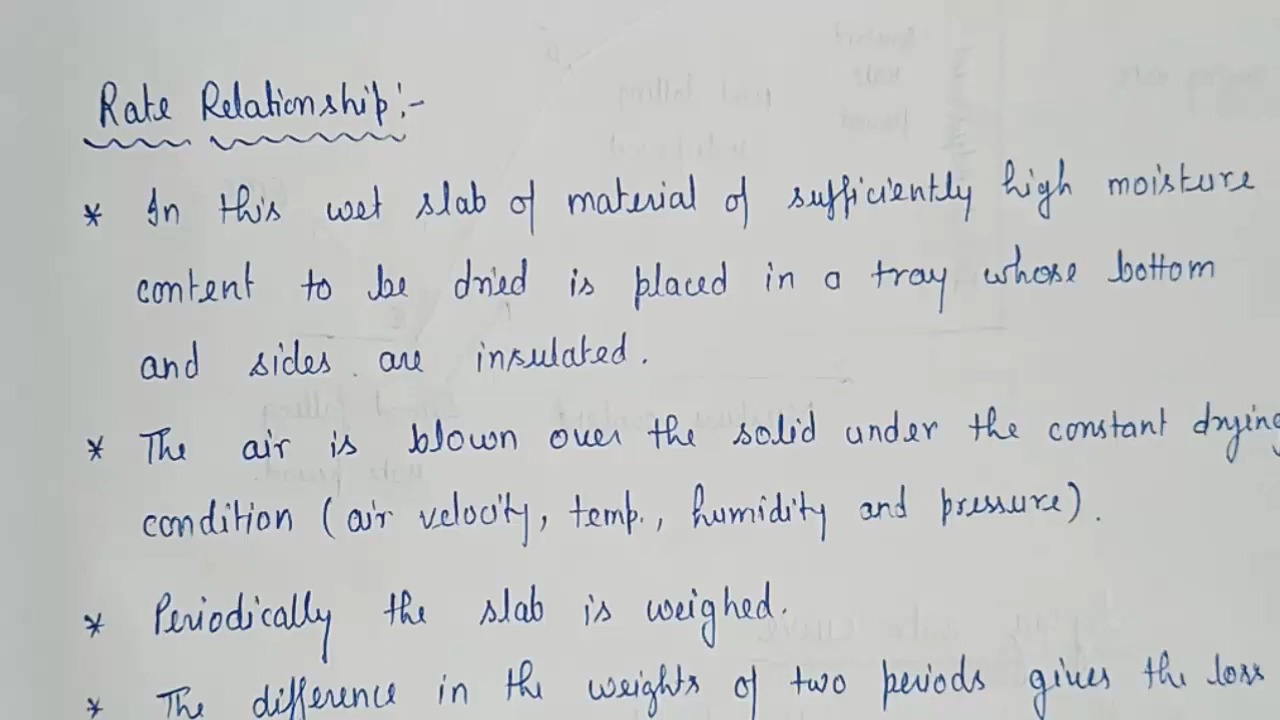 Rate Relationship:-
* In this wet slab of material of sufficiently high moisture
content to be dried is placed in a tray whose bottom
and sides are insulated.
* The air is blown over the solid under the constant drying
condition (air velocity, temp., humidity and pressure).
* Periodically the slab is weighed.
* The difference in the weights of two periods gives the loss